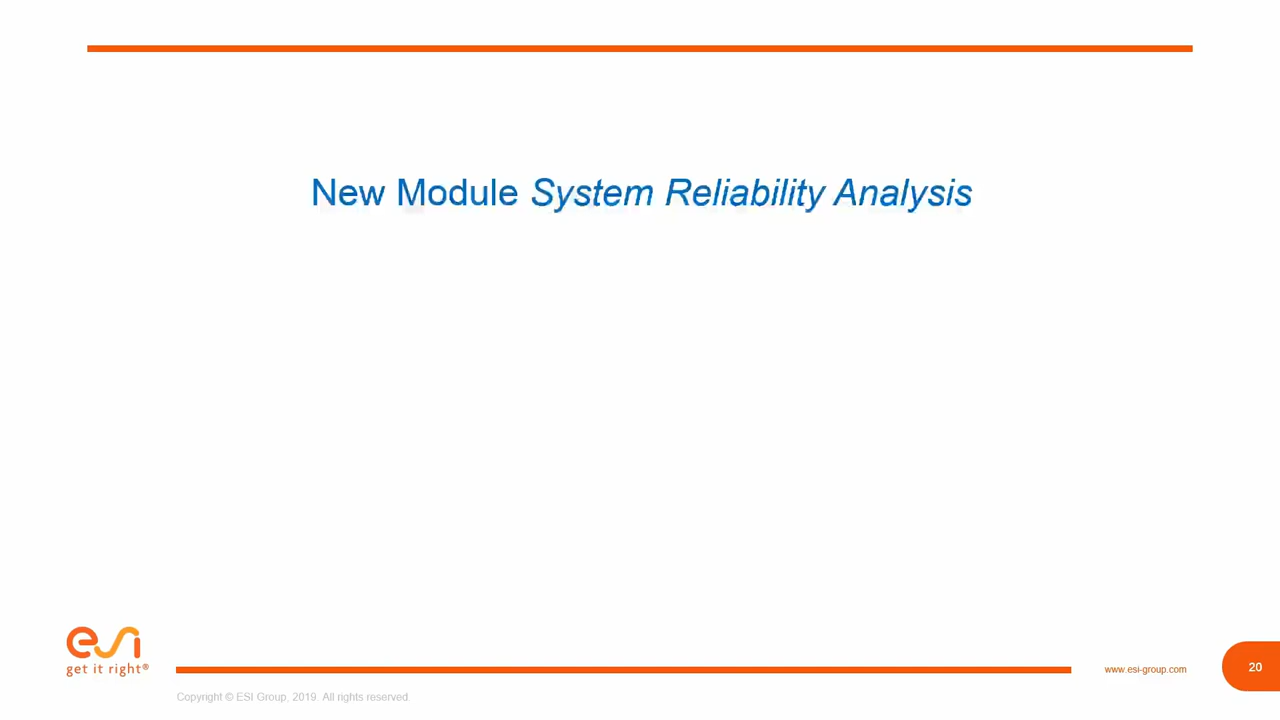 New Module System Reliability Analysis
esi
get it right®
www.esi-group.com
20
Copyright © ESI Group, 2019. All rights reserved.